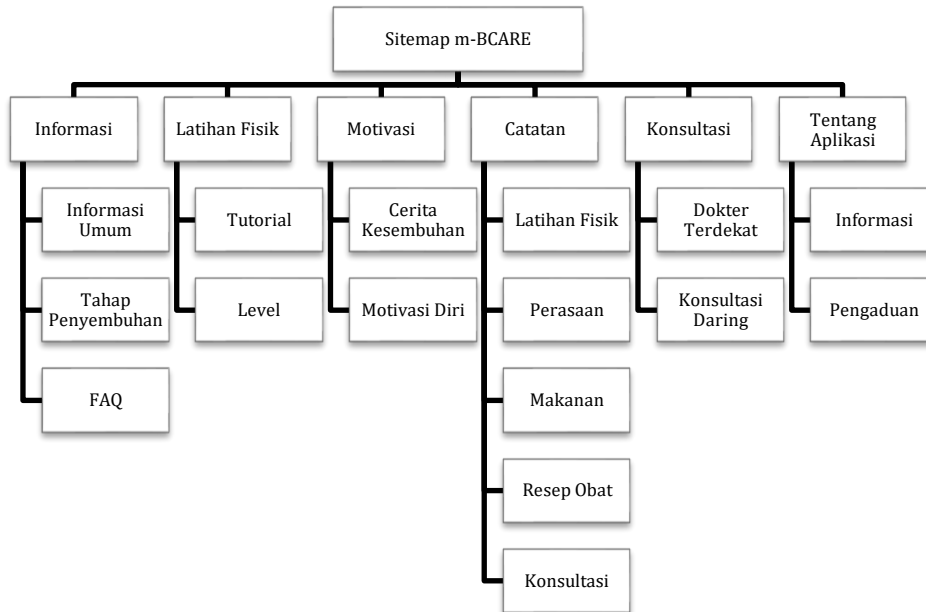 Sitemap m-BCARE
Informasi
Latihan Fisik
Motivasi
Catatan
Konsultasi
Tentang
Aplikasi
Informasi
Umum
Tahap
Penyembuhan
FAQ
Tutorial
Level
Cerita
Kesembuhan
Motivasi Diri
Latihan Fisik
Perasaan
Makanan
Resep Obat
Konsultasi
Dokter
Terdekat
Konsultasi
Daring
Informasi
Pengaduan